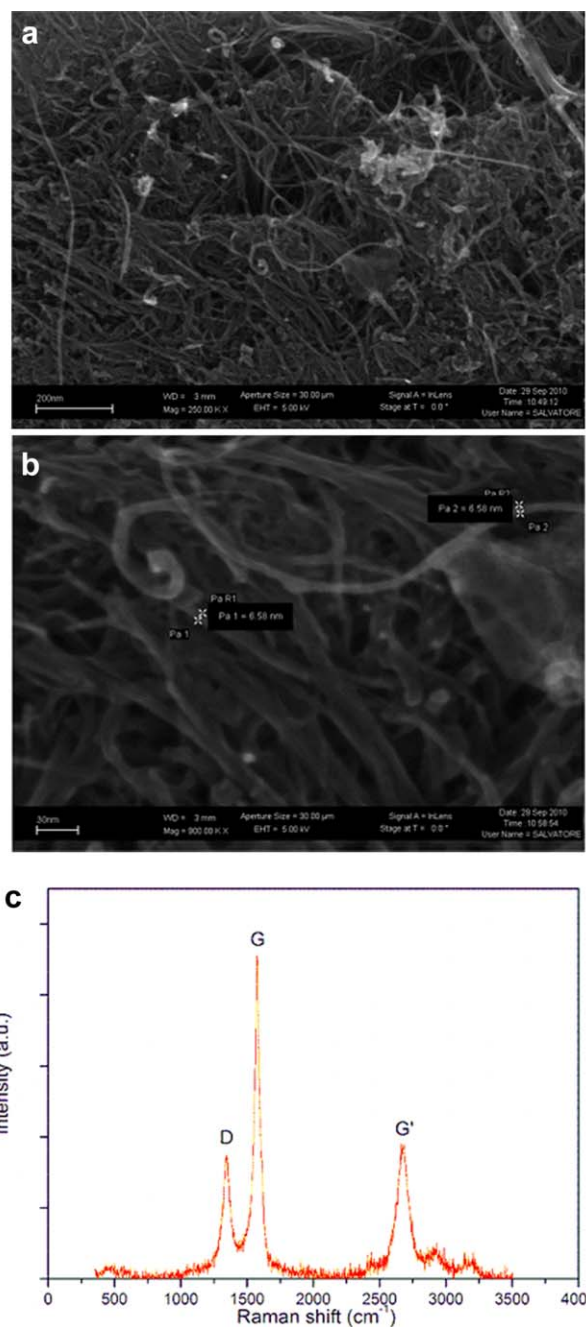 a
200nm
WD = 3 mm
Mag = 250.00 K X
Aperture Size = 30.00 µm
EHT = 5.00 kV
Signal A = InLens
Stage at T = 0.0 °
Date :29 Sep 2010
Time :10:49:12
User Name = SALVATORE
b
Pa R2
Pa 2 = 6.58 nm
Pa 2
Pa R1
Pa 1 = 6.58 nm
Pa 1
30nm
WD = 3 mm
Mag = 900.00 K X
Aperture Size = 30.00 µm
EHT = 5.00 kV
Signal A = InLens
Stage at T = 0.0 °
Date :29 Sep 2010
Time :10:58:54
User Name = SALVATORE
c
G
D
G'
Intensity (a.u.)
0 500 1000 1500 2000 2500 3000 3500 400
Raman shift (cm⁻¹)